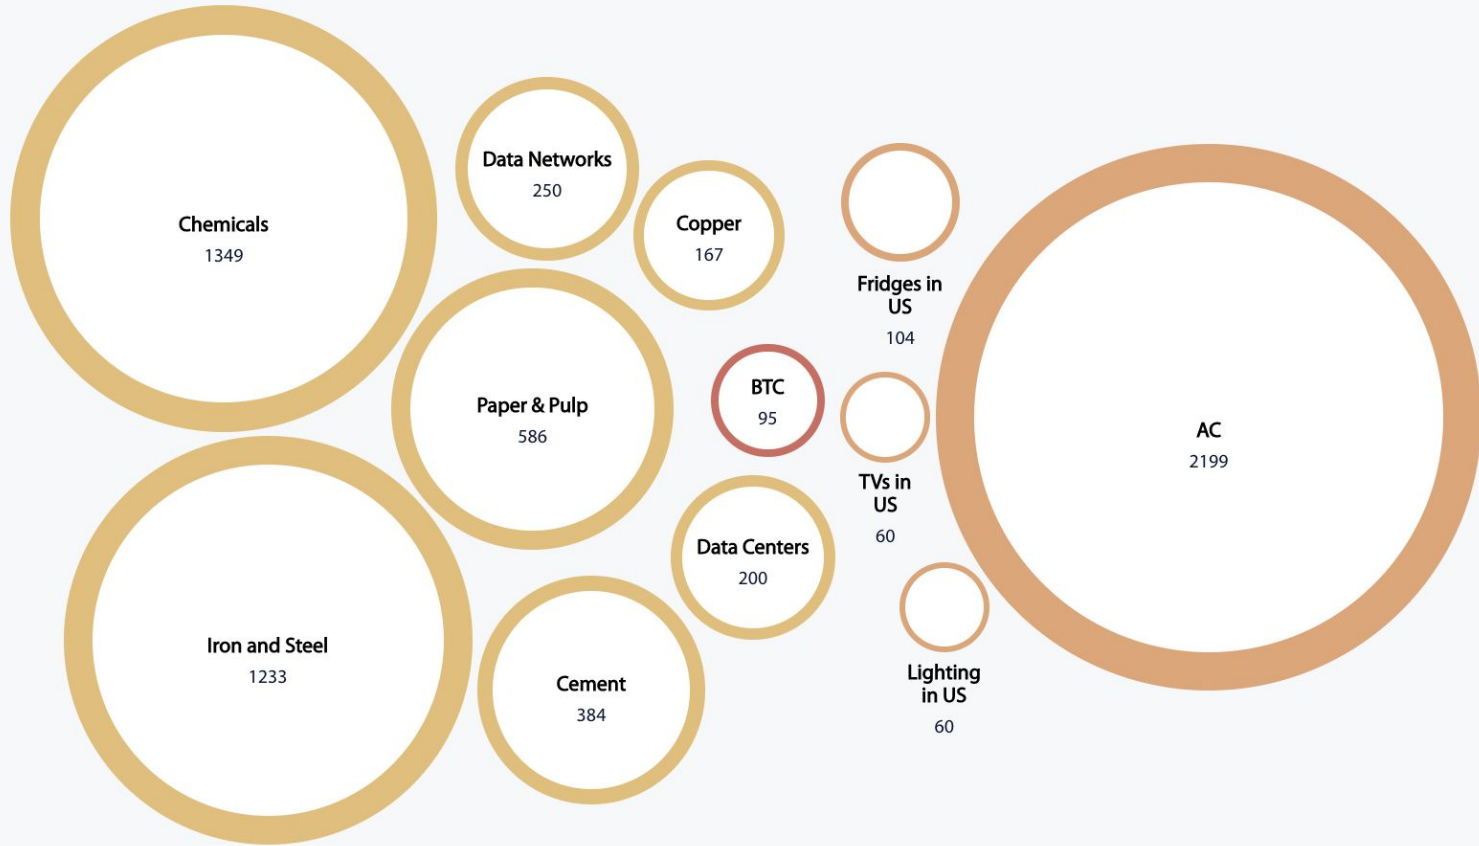 Chemicals
1349
Data Networks
250
Copper
167
Fridges in
US
104
Paper & Pulp
586
BTC
95
TVs in
US
60
AC
2199
Data Centers
200
Iron and Steel
1233
Cement
384
Lighting
in US
60